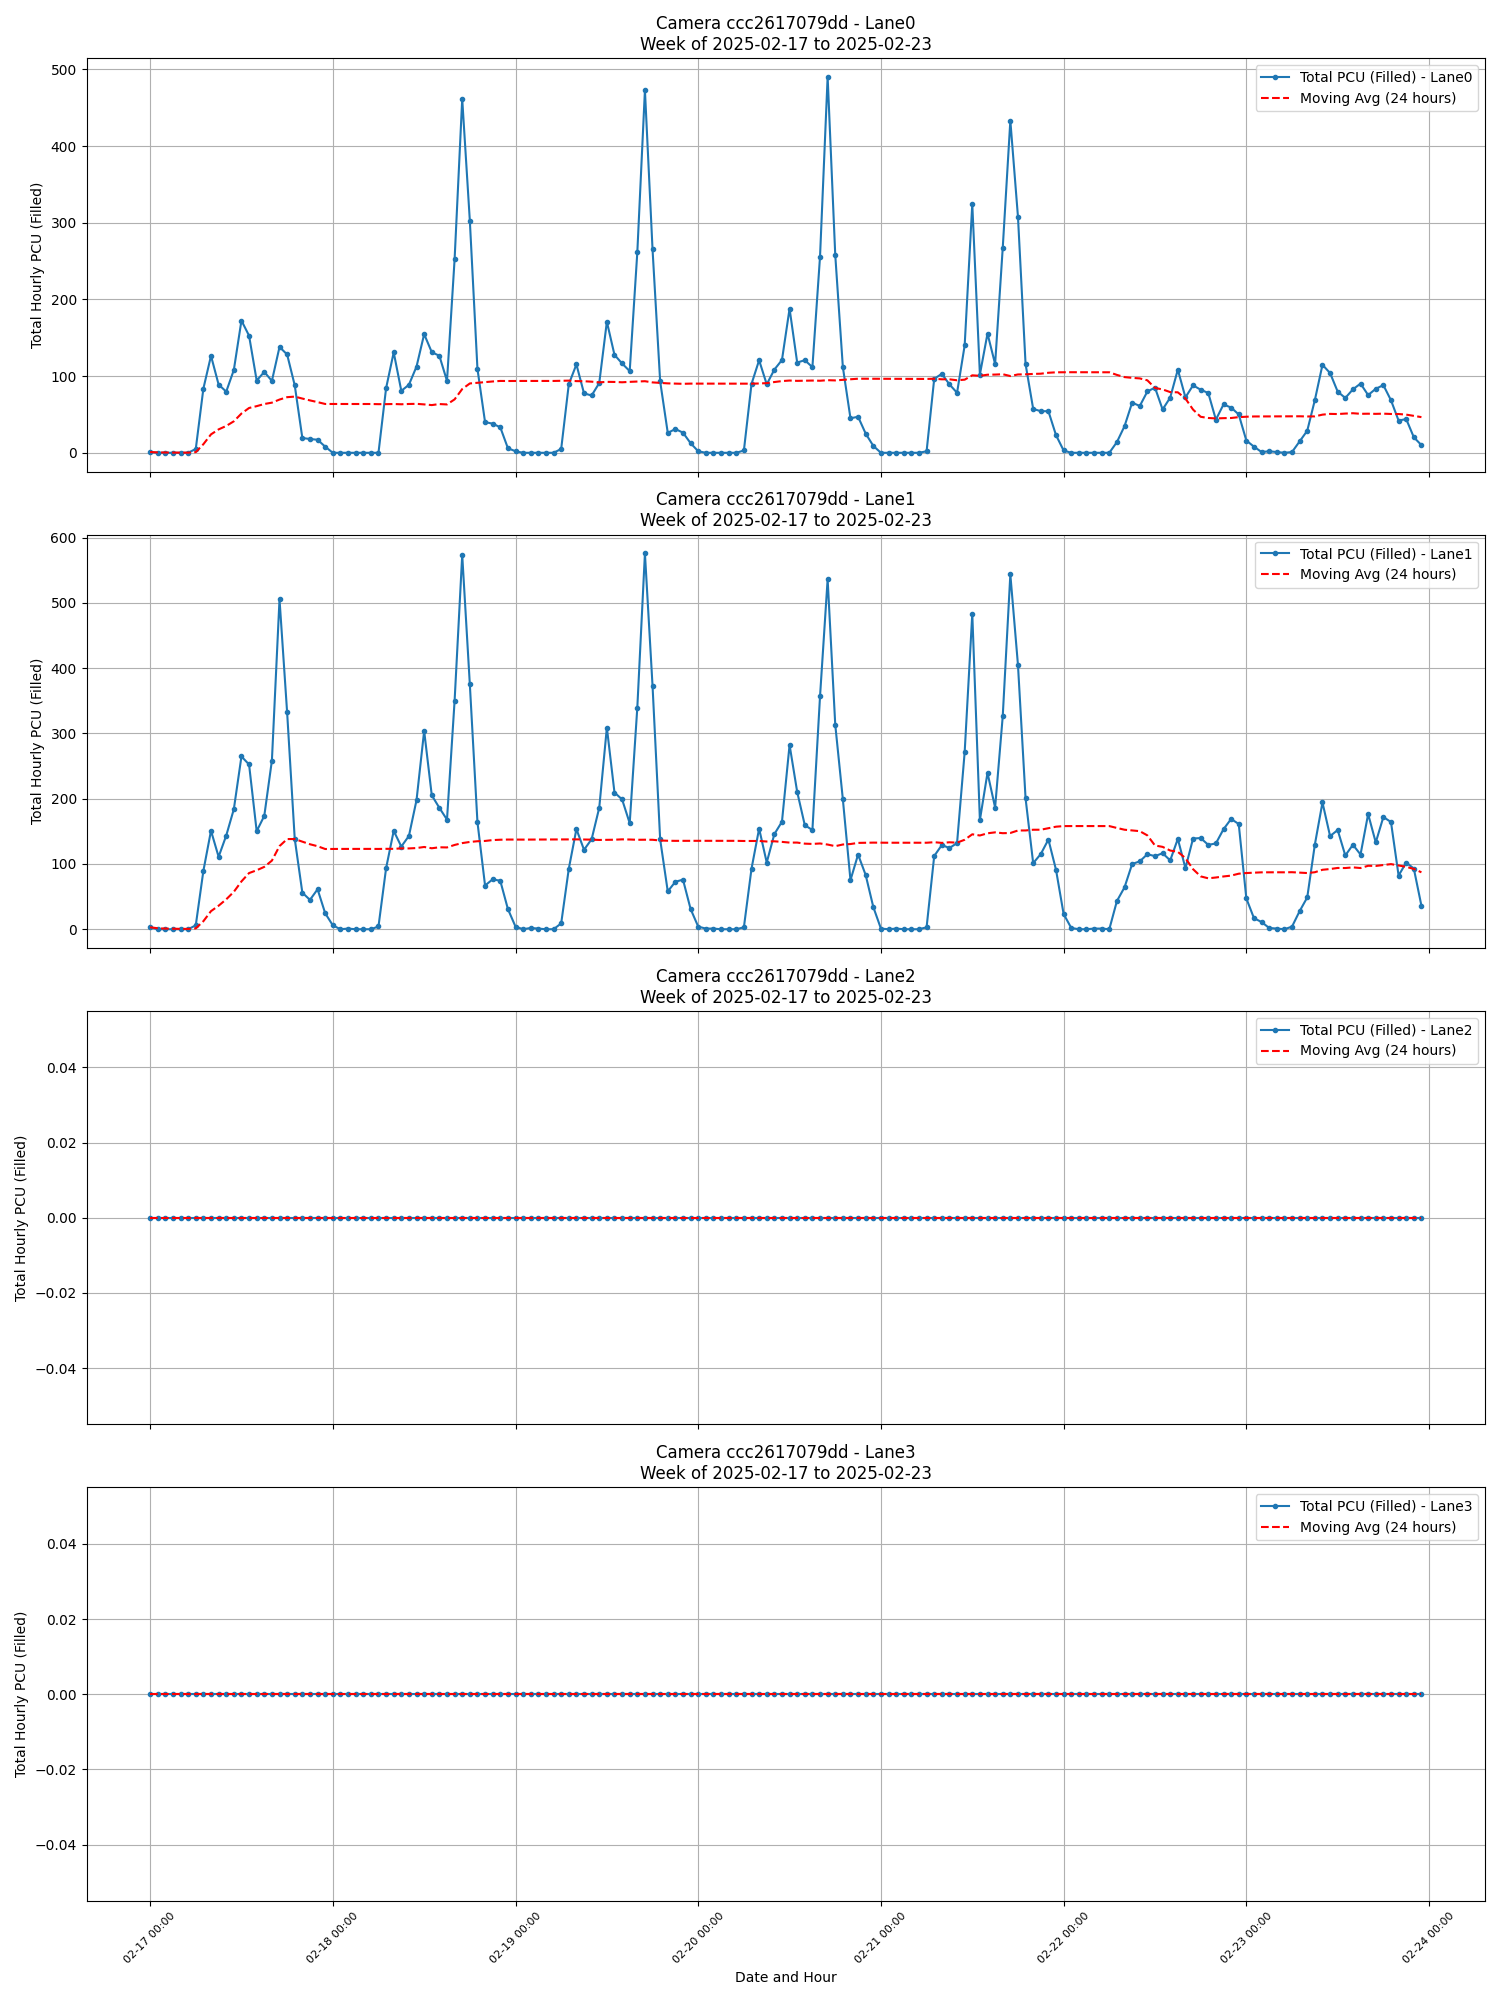 Camera ccc2617079dd - Lane0
Week of 2025-02-17 to 2025-02-23
Total Hourly PCU (Filled)
500
400
300
200
100
0
Total PCU (Filled) - Lane0
Moving Avg (24 hours)
Camera ccc2617079dd - Lane1
Week of 2025-02-17 to 2025-02-23
Total Hourly PCU (Filled)
600
500
400
300
200
100
0
Total PCU (Filled) - Lane1
Moving Avg (24 hours)
Camera ccc2617079dd - Lane2
Week of 2025-02-17 to 2025-02-23
Total Hourly PCU (Filled)
0.04
0.02
0.00
−0.02
−0.04
Total PCU (Filled) - Lane2
Moving Avg (24 hours)
Camera ccc2617079dd - Lane3
Week of 2025-02-17 to 2025-02-23
Total Hourly PCU (Filled)
0.04
0.02
0.00
−0.02
−0.04
Total PCU (Filled) - Lane3
Moving Avg (24 hours)
02-17 00:00
02-18 00:00
02-19 00:00
02-20 00:00
02-21 00:00
02-22 00:00
02-23 00:00
02-24 00:00
Date and Hour